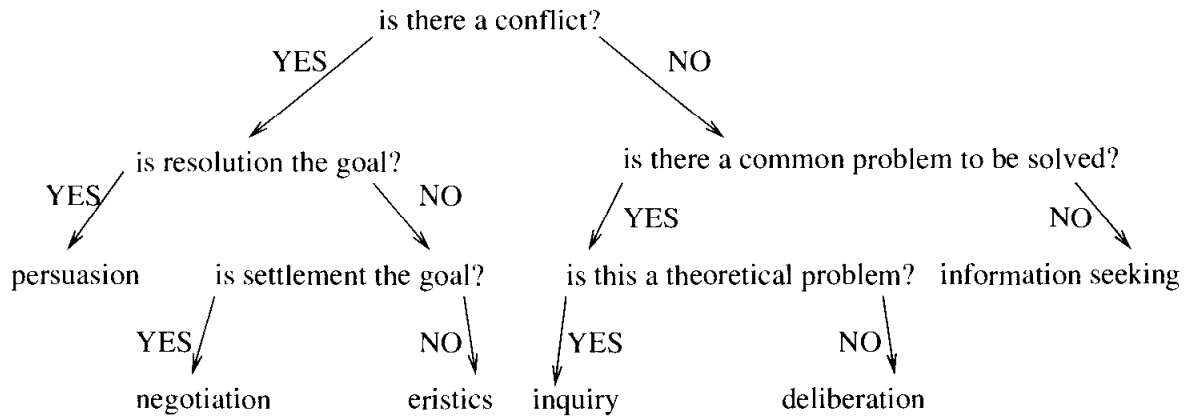 is there a conflict?
YES
NO
is resolution the goal?
is there a common problem to be solved?
YES
NO
YES
NO
persuasion
is settlement the goal?
is this a theoretical problem?
information seeking
YES
NO
YES
NO
negotiation
eristics
inquiry
deliberation